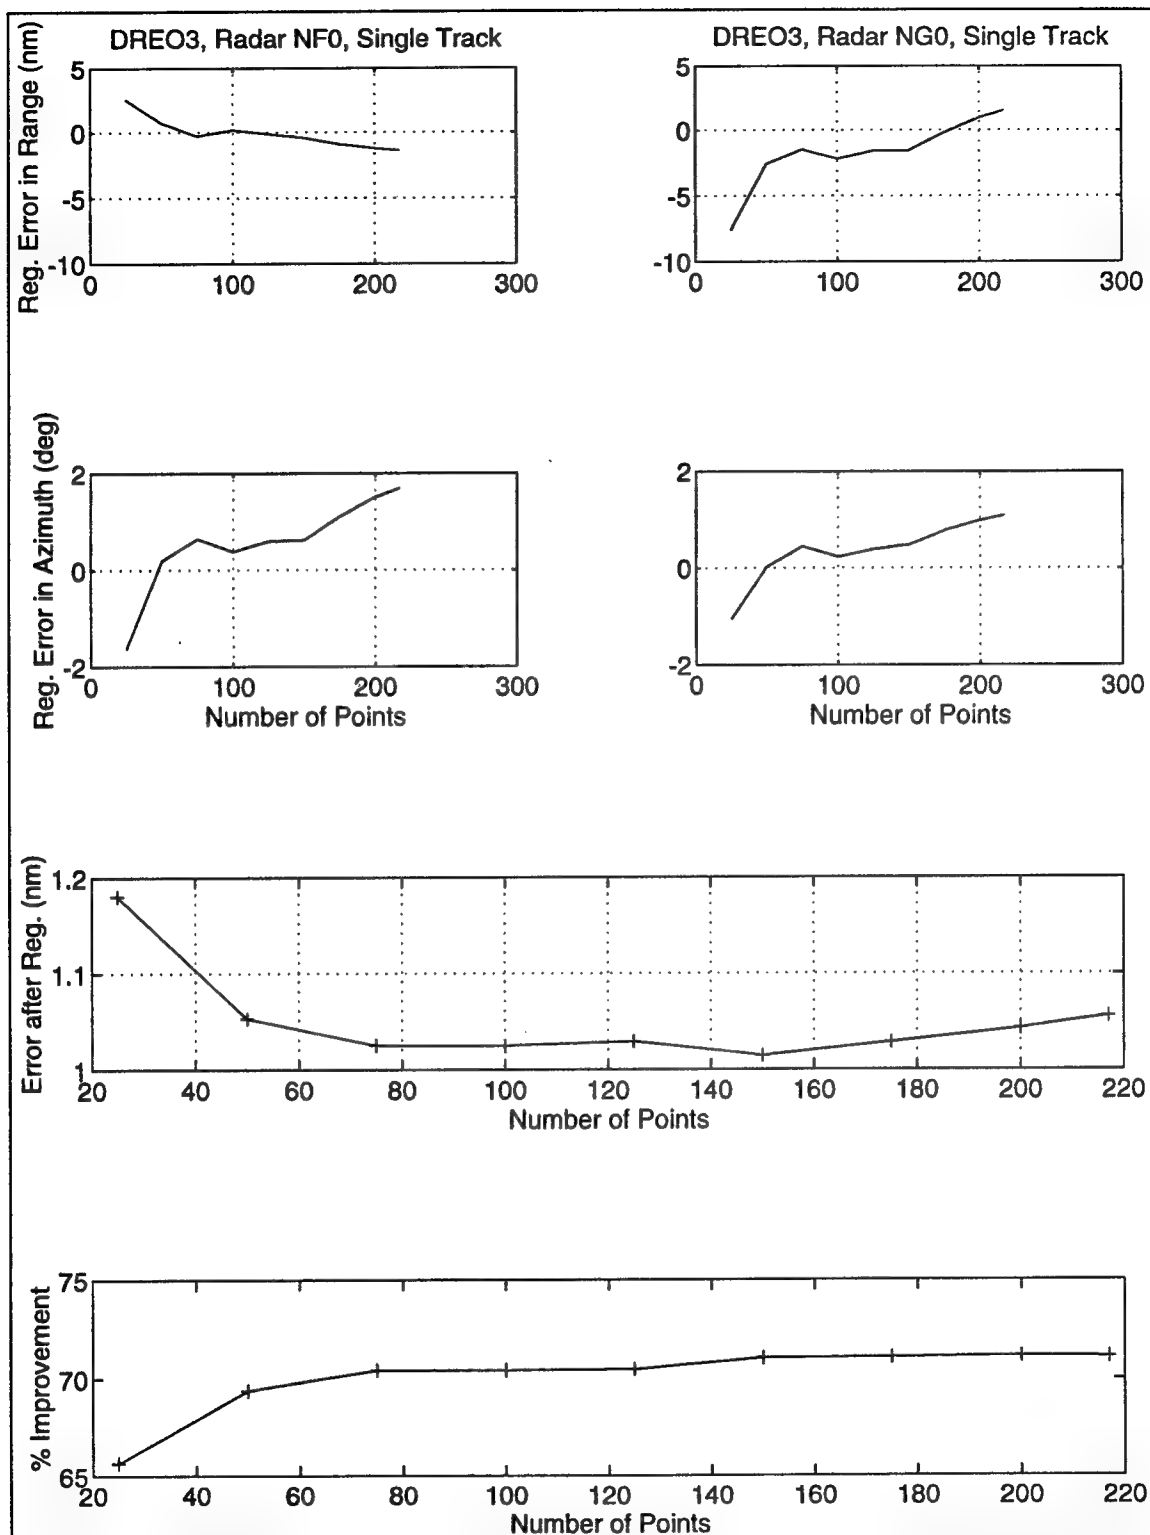 DREO3, Radar NF0, Single Track
Reg. Error in Range (nm)
5
0
-5
-10
0 100 200 300
DREO3, Radar NG0, Single Track
5
0
-5
-10
0 100 200 300
Reg. Error in Azimuth (deg)
2
0
-2
0 100 200 300
Number of Points
2
0
-2
0 100 200 300
Number of Points
Error after Reg. (nm)
1.2
1.1
1
20 40 60 80 100 120 140 160 180 200 220
Number of Points
% Improvement
75
70
65
20 40 60 80 100 120 140 160 180 200 220
Number of Points